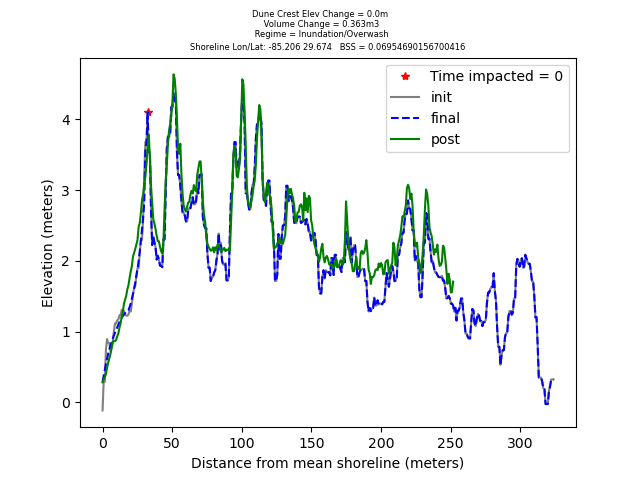 Dune Crest Elev Change = 0.0m
Volume Change = 0.363m3
Regime = Inundation/Overwash
Shoreline Lon/Lat: -85.206 29.674   BSS = 0.06954690156700416
Time impacted = 0
init
final
post
Elevation (meters)
4
3
2
1
0
0 50 100 150 200 250 300
Distance from mean shoreline (meters)